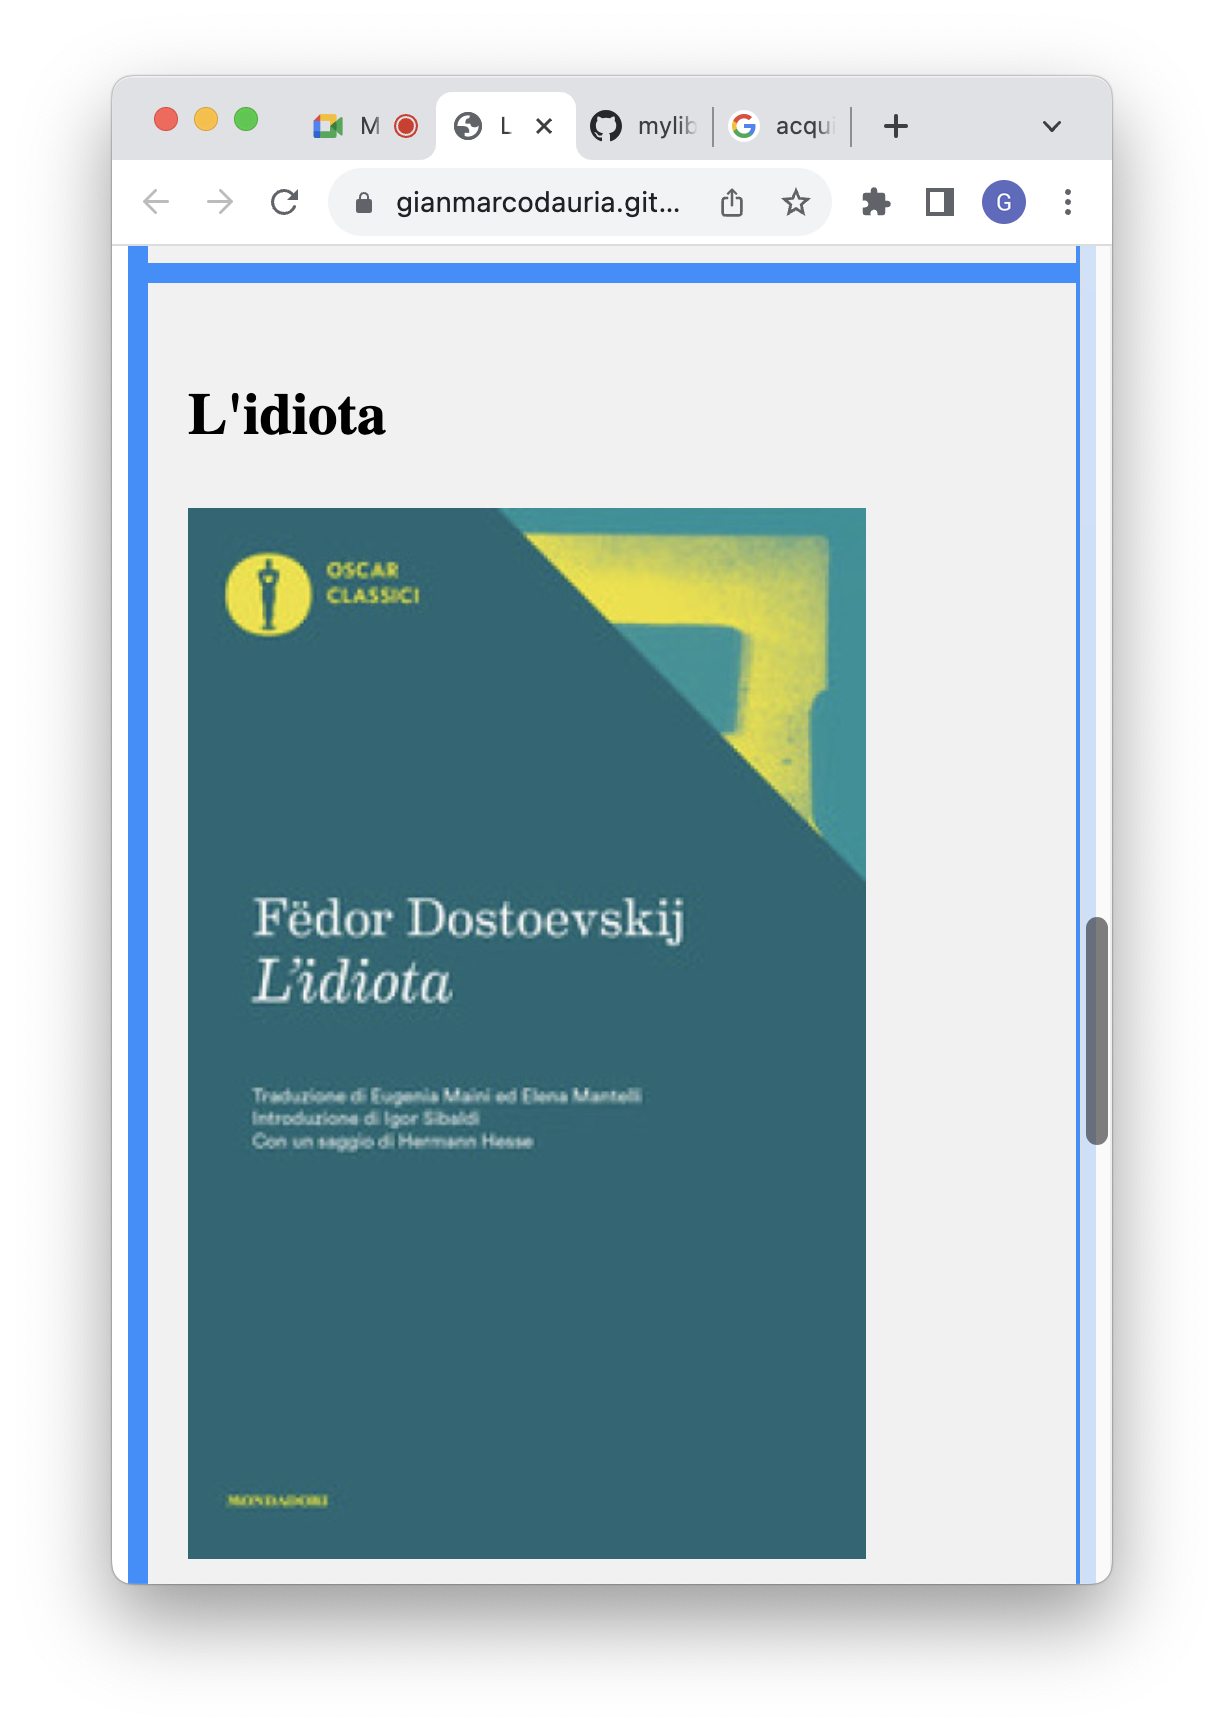 M
L
mylib
acqui
gianmarcodauria.git...
G
L'idiota
OSCAR
CLASSICI
Fëdor Dostoevskij
L'idiota
Traduzione di Eugenia Maini ed Elena Mantelli
Introduzione di Igor Sibaldi
Con un saggio di Hermann Hesse
MONDADORI